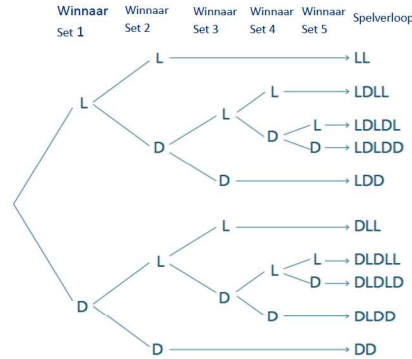 Winnaar Winnaar Winnaar Winnaar Winnaar Spelverloop
Set 1 Set 2 Set 3 Set 4 Set 5
L LL
L LDLL
L
L L LDLDL
D
D D LDLDD
D LDD
L DLL
L L DLDLL
L
D DLDLD
D
D
D DLDD
D DD